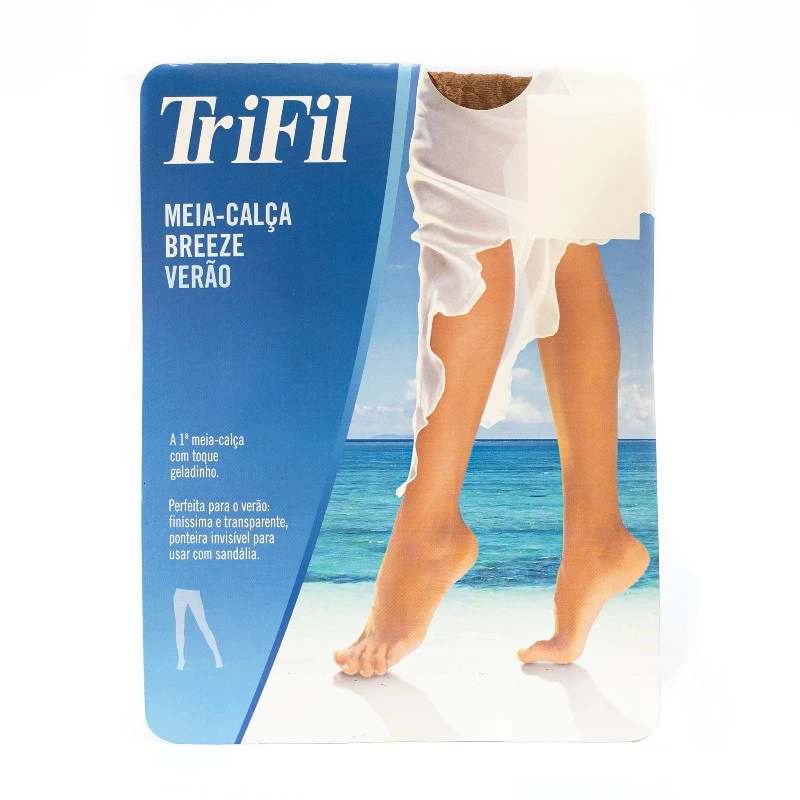 TriFil
MEIA-CALÇA
BREEZE
VERÃO
A 1ª meia-calça
com toque
geladinho.
Perfeita para o verão:
finíssima e transparente,
ponteira invisível para
usar com sandália.